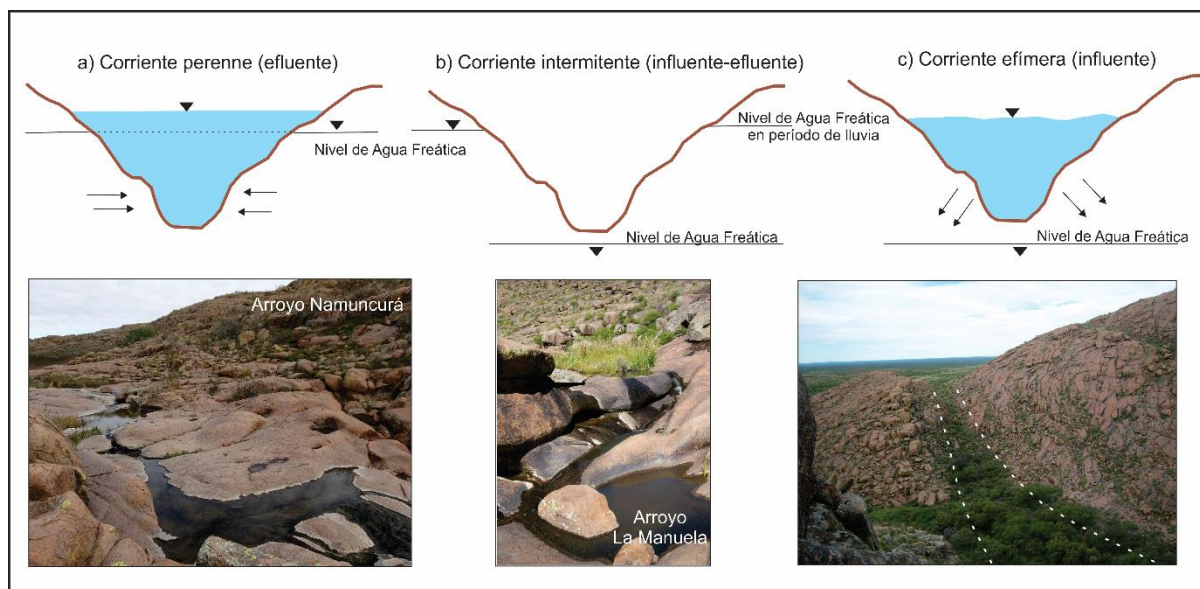 a) Corriente perenne (efluente)
b) Corriente intermitente (influente-efluente)
c) Corriente efímera (influente)
Nivel de Agua Freática
Nivel de Agua Freática
en período de lluvia
Nivel de Agua Freática
Nivel de Agua Freática
Arroyo Namuncurá
Arroyo
La Manuela